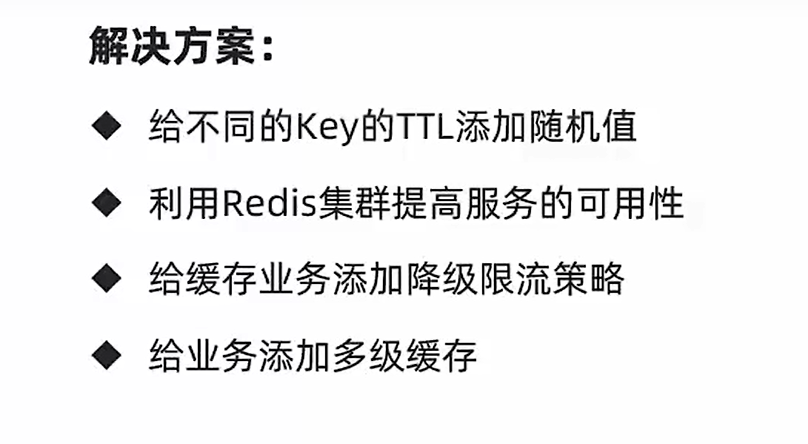 解决方案：
◆ 给不同的Key的TTL添加随机值
◆ 利用Redis集群提高服务的可用性
◆ 给缓存业务添加降级限流策略
◆ 给业务添加多级缓存